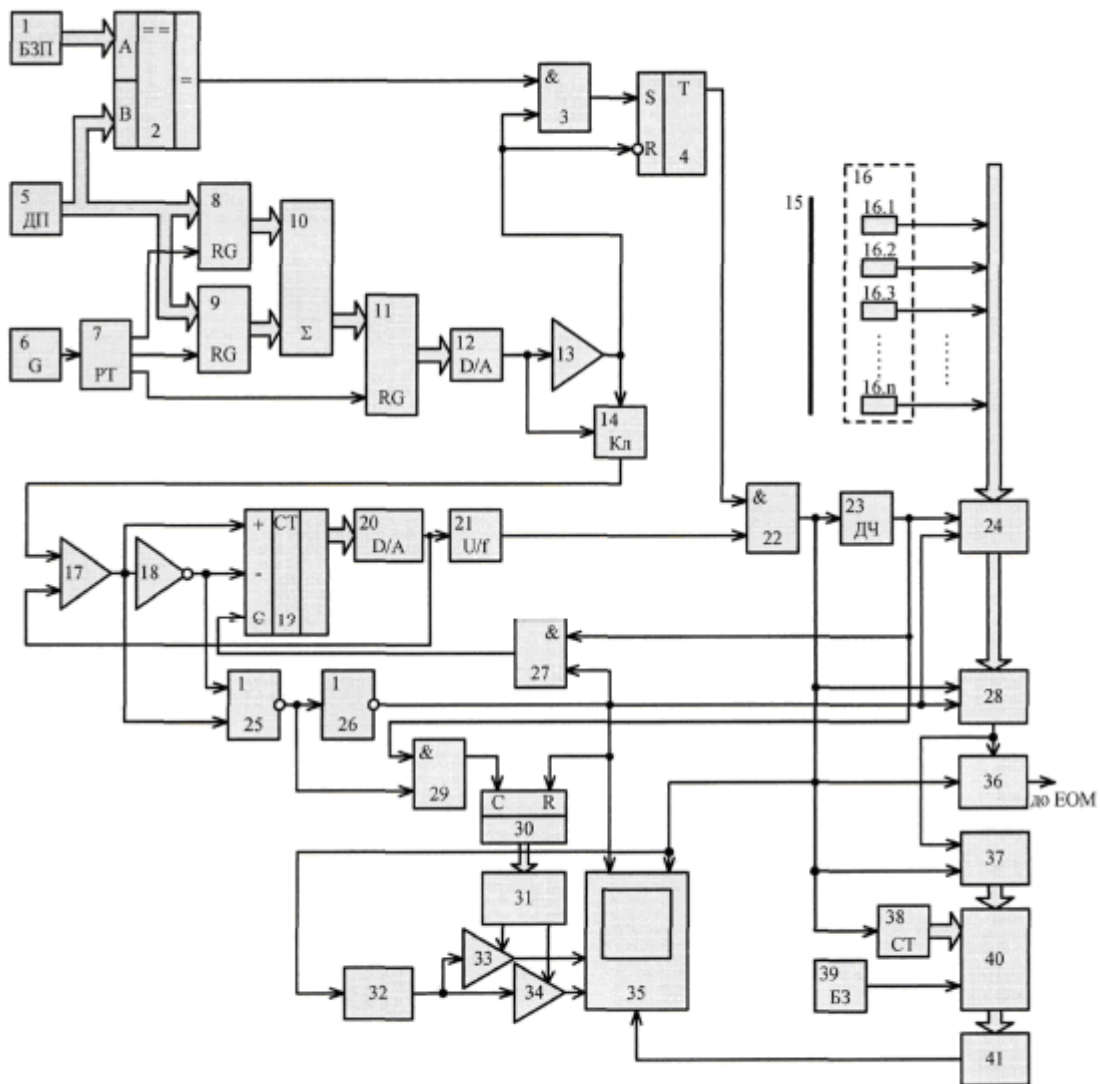 1
БЗП
A
B
==
2
=
&
3
S
R
T
4
5
ДП
6
G
7
РТ
8
RG
9
RG
10
Σ
11
RG
12
D/A
13
14
Кл
15
16
16.1
16.2
16.3
16.n
17
18
+
-
C
CT
19
20
D/A
21
U/f
&
22
23
ДЧ
24
1
25
1
26
&
27
28
&
29
C
R
30
31
32
33
34
35
36
до ЕОМ
37
38
СТ
39
БЗ
40
41